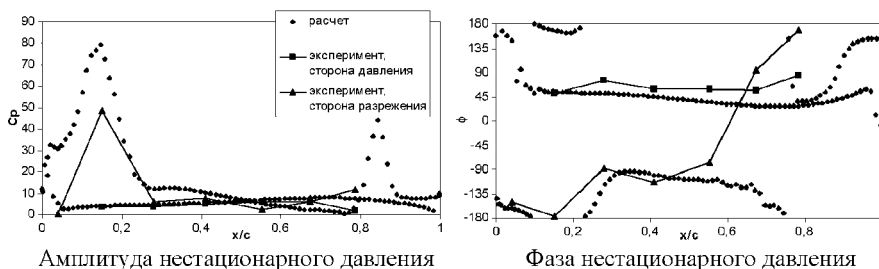 90
80
70
60
50
40
30
20
10
0
Cp
расчет
эксперимент,
сторона давления
эксперимент,
сторона разрежения
0
0,2
0,4
0,6
0,8
1
x/c
Амплитуда нестационарного давления
180
135
90
45
0
-90
-135
-180
ϕ
0
0,2
0,4
0,6
0,8
x/c
Фаза нестационарного давления